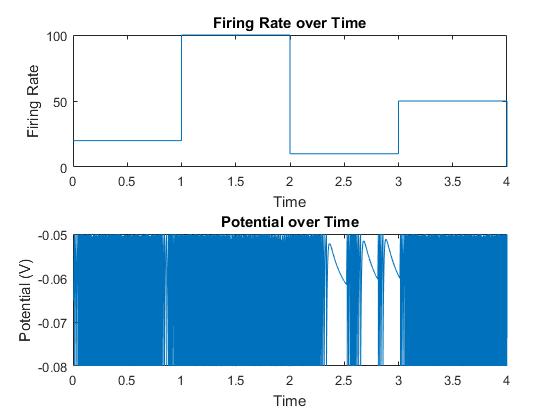 Firing Rate over Time
Firing Rate
100
50
0
0 0.5 1 1.5 2 2.5 3 3.5 4
Time
Potential over Time
Potential (V)
-0.05
-0.06
-0.07
-0.08
0 0.5 1 1.5 2 2.5 3 3.5 4
Time